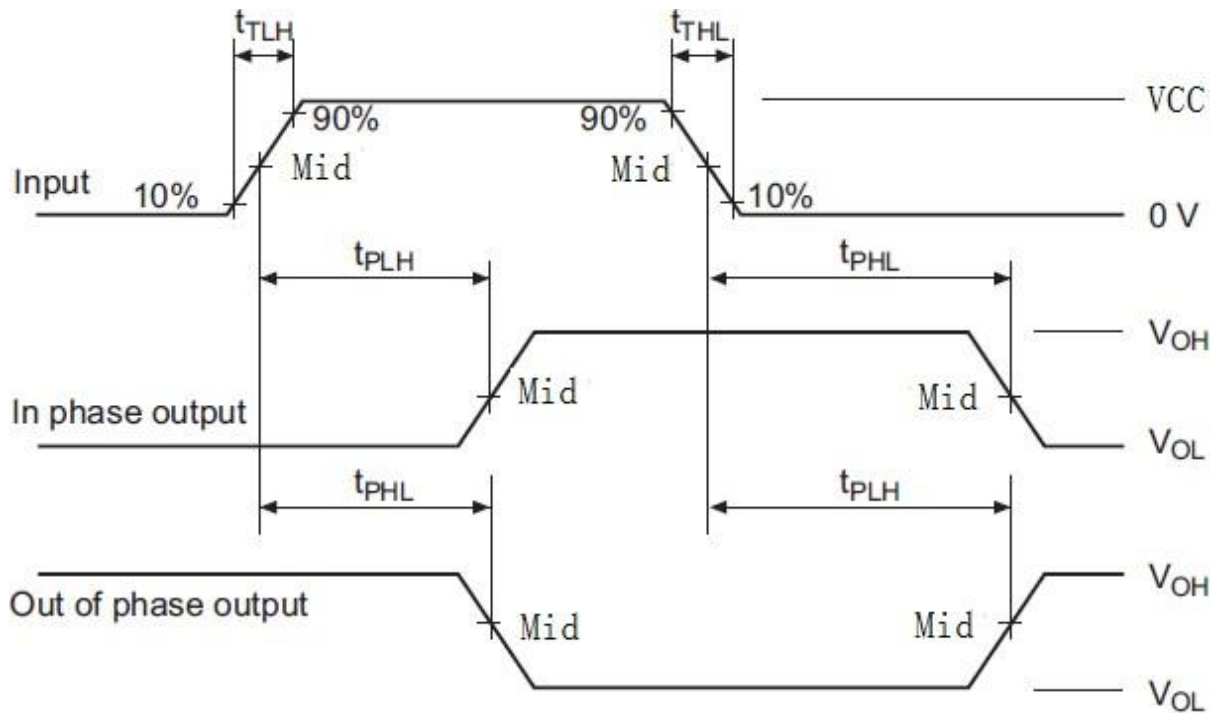 tTLH
tTHL
VCC
90%
90%
Mid
Mid
Input
10%
10%
0 V
tPLH
tPHL
VOH
Mid
Mid
In phase output
VOL
tPHL
tPLH
VOH
Out of phase output
Mid
Mid
VOL